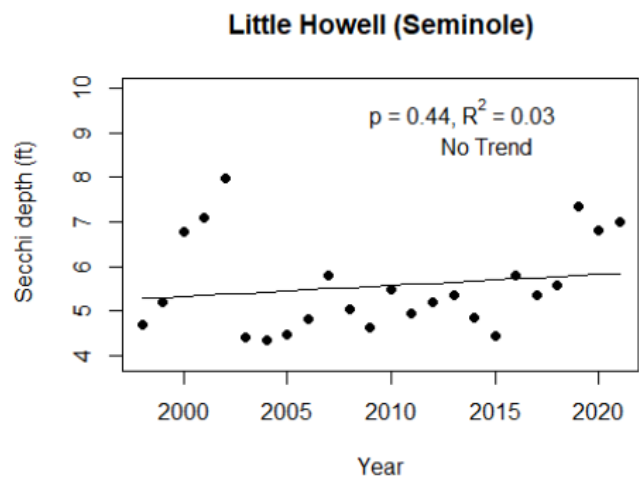 Little Howell (Seminole)
p = 0.44, R² = 0.03
No Trend
Secchi depth (ft)
10
9
8
7
6
5
4
2000 2005 2010 2015 2020
Year